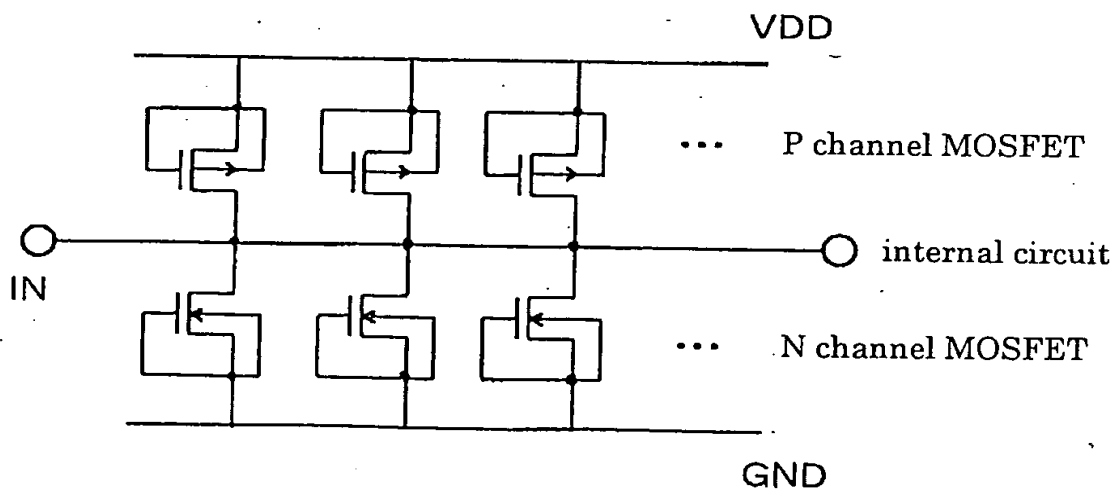 VDD
... P channel MOSFET
IN
internal circuit
... N channel MOSFET
GND